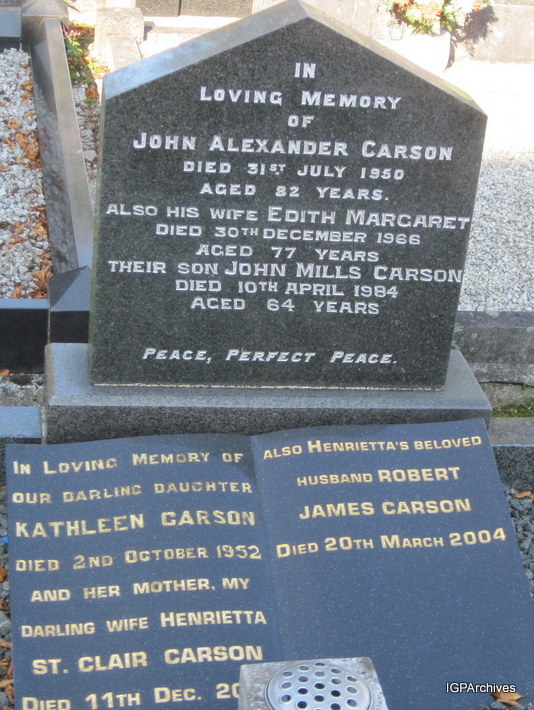 IN
LOVING MEMORY
OF
JOHN ALEXANDER CARSON
DIED 31ST JULY 1950
AGED 82 YEARS.
ALSO HIS WIFE EDITH MARGARET
DIED 30TH DECEMBER 1966
AGED 77 YEARS
THEIR SON JOHN MILLS CARSON
DIED 10TH APRIL 1984
AGED 64 YEARS
PEACE, PERFECT PEACE.
IN LOVING MEMORY OF
OUR DARLING DAUGHTER
KATHLEEN CARSON
DIED 2ND OCTOBER 1952
AND HER MOTHER, MY
DARLING WIFE HENRIETTA
ST. CLAIR CARSON
DIED 11TH DEC.
ALSO HENRIETTA'S BELOVED
HUSBAND ROBERT
JAMES CARSON
DIED 20TH MARCH 2004
IGPArchives